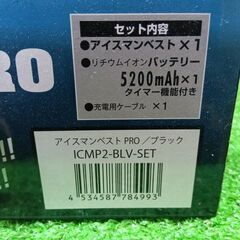 RO
セット内容
●アイスマンベスト×1
●リチウムイオンバッテリー
5200mAh×1
タイマー機能付き
●充電用ケーブル ×1
!!
!
アイスマンベスト PRO／ブラック
ICMP2-BLV-SET
4 534587 784993